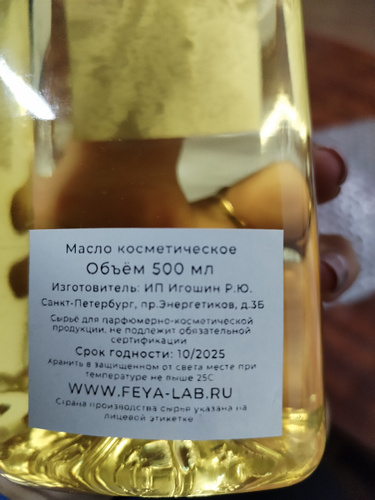 Масло косметическое
Объём 500 мл
Изготовитель: ИП Игошин Р.Ю.
Санкт-Петербург, пр.Энергетиков, д.3Б
Сырьё для парфюмерно-косметической
продукции, не подлежит обязательной
сертификации
Срок годности: 10/2025
Хранить в защищенном от света месте при
температуре не выше 25С
WWW.FEYA-LAB.RU
Страна производства сырья указана на
лицевой этикетке